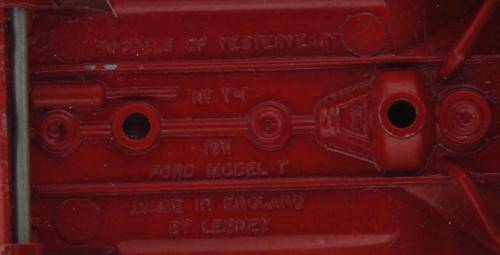 MODELS OF YESTERYEAR
Nº Y-1
1911
FORD MODEL T
MADE IN ENGLAND
BY LESNEY